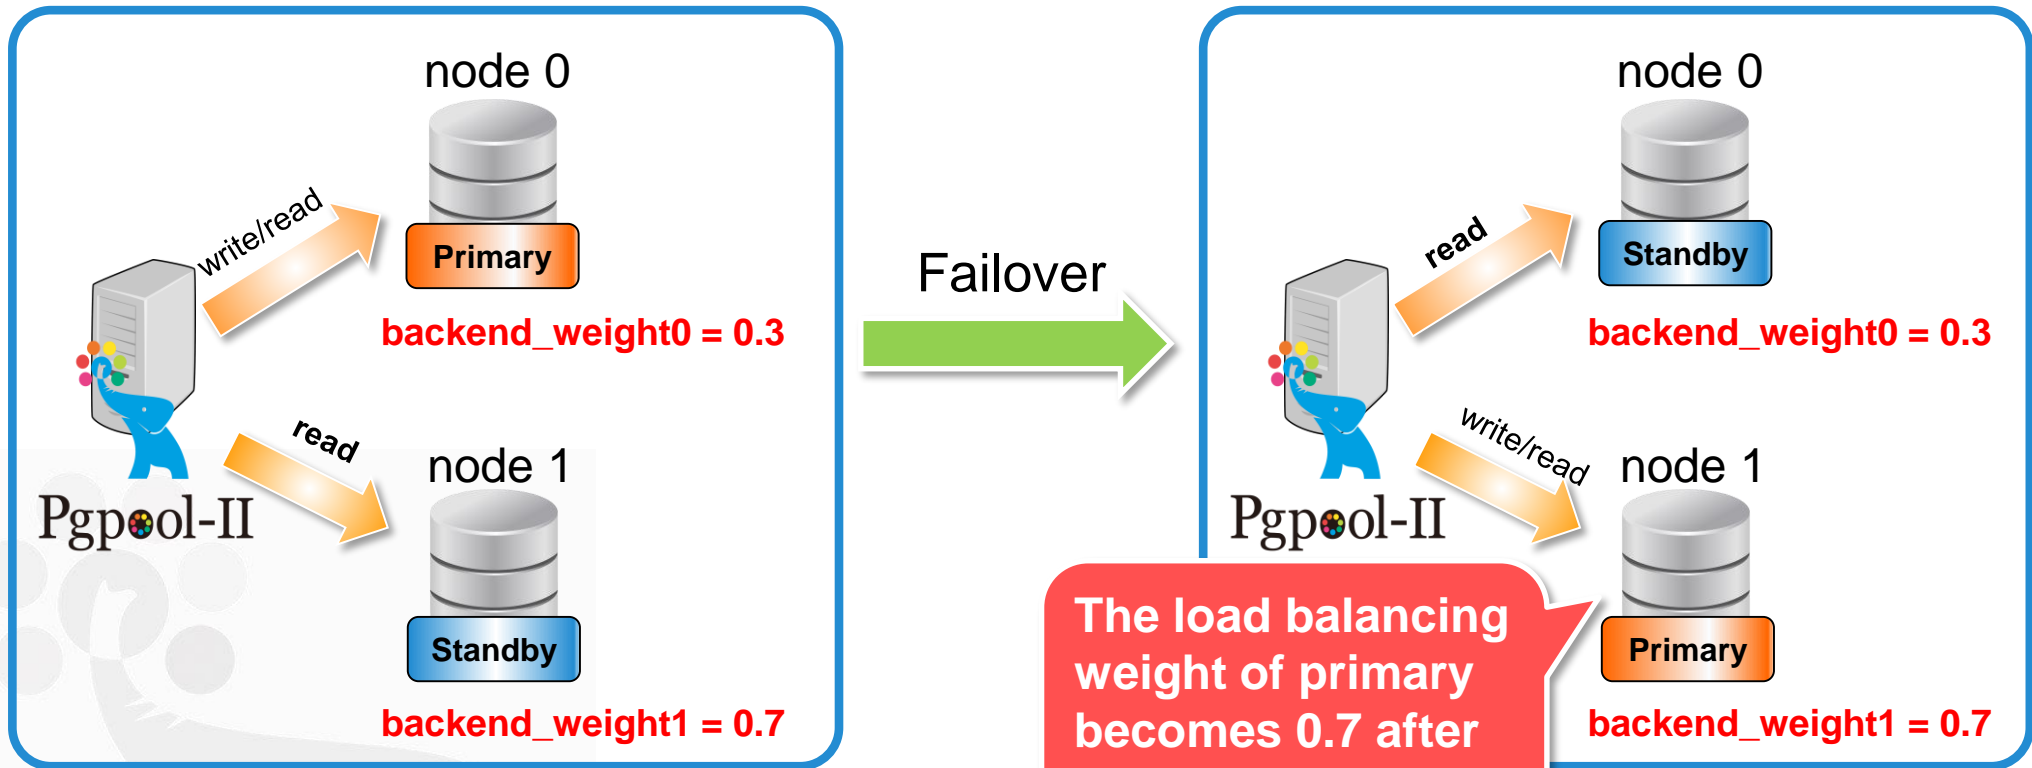 node 0
write/read
Primary
backend_weight0 = 0.3
read
node 1
Pgpool-II
Standby
backend_weight1 = 0.7
Failover
node 0
read
Standby
backend_weight0 = 0.3
write/read
node 1
Pgpool-II
Primary
backend_weight1 = 0.7
The load balancing
weight of primary
becomes 0.7 after